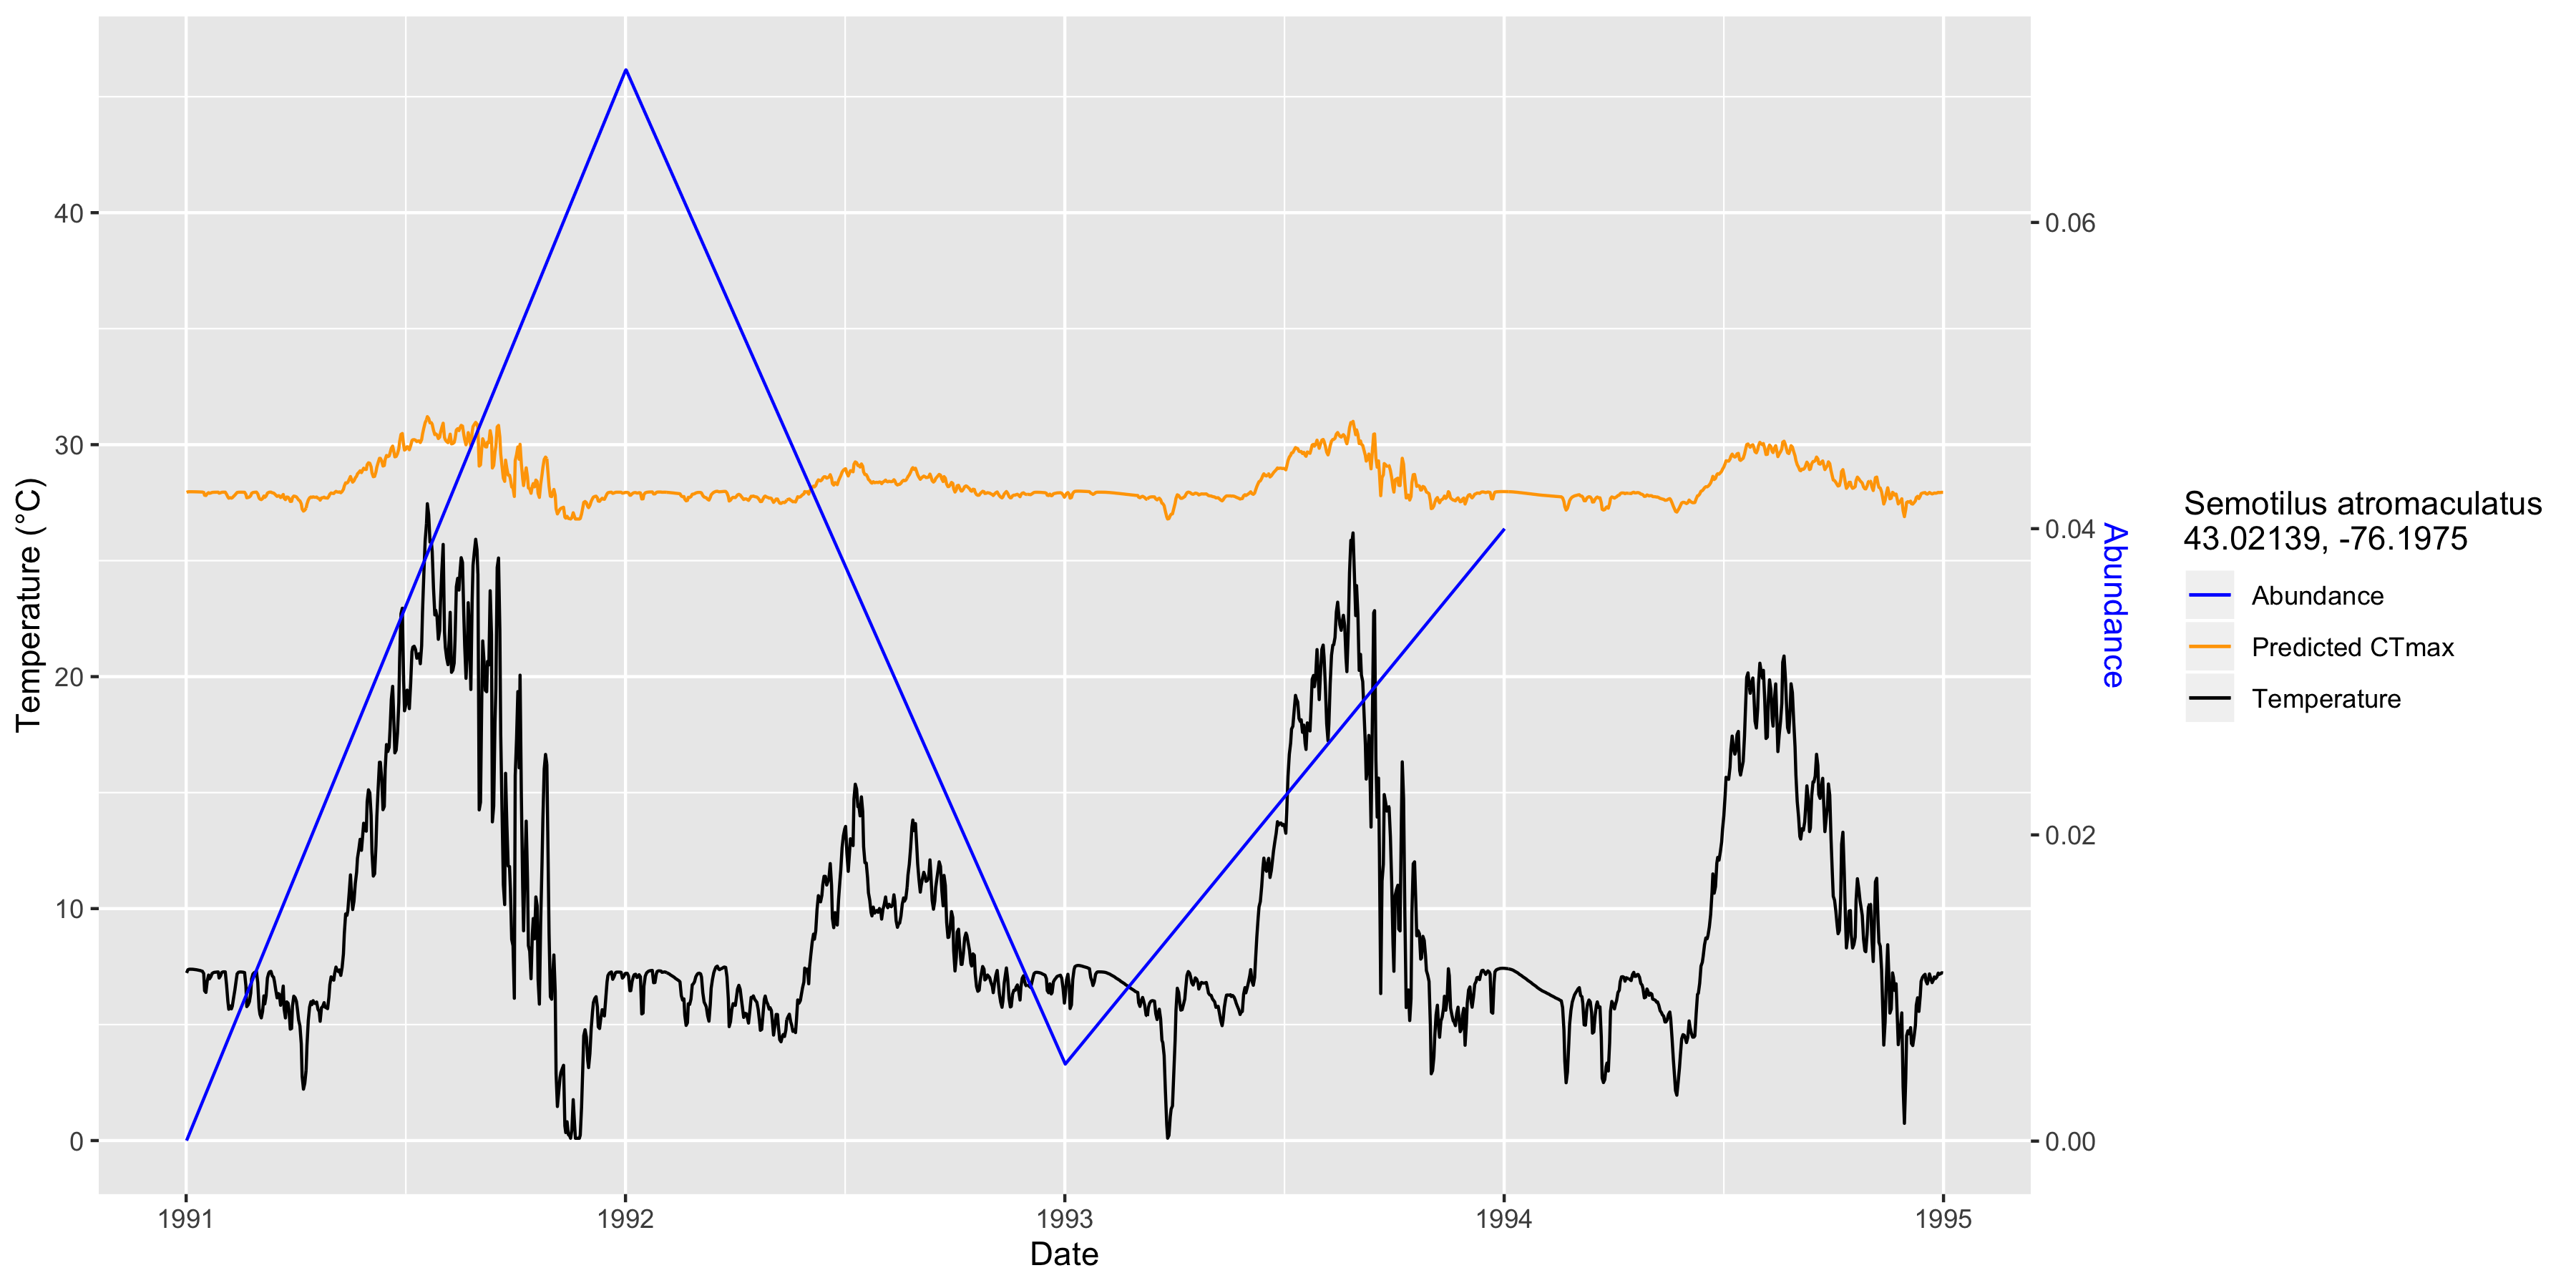 40
30
20
10
0
Temperature (°C)
1991
1992
1993
1994
1995
Date
0.06
0.04
0.02
0.00
Abundance
Semotilus atromaculatus
43.02139, -76.1975
Abundance
Predicted CTmax
Temperature